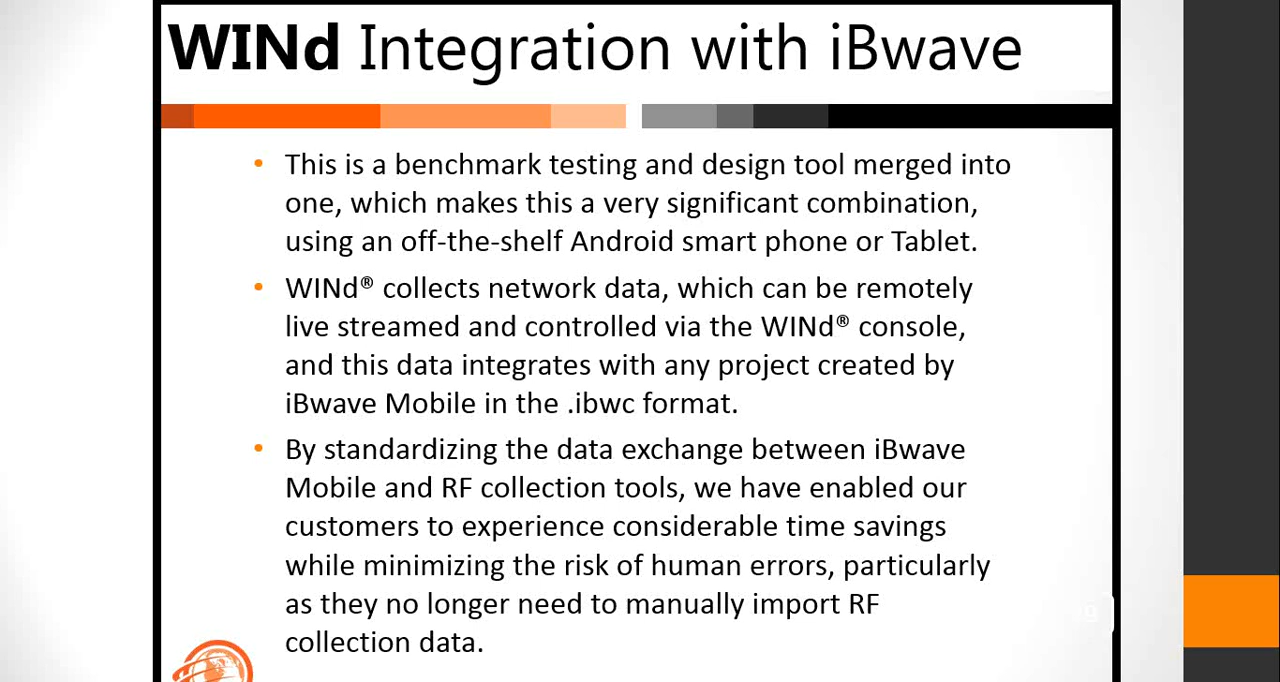 WINd Integration with iBwave
• This is a benchmark testing and design tool merged into
one, which makes this a very significant combination,
using an off-the-shelf Android smart phone or Tablet.
• WINd® collects network data, which can be remotely
live streamed and controlled via the WINd® console,
and this data integrates with any project created by
iBwave Mobile in the .ibwc format.
• By standardizing the data exchange between iBwave
Mobile and RF collection tools, we have enabled our
customers to experience considerable time savings
while minimizing the risk of human errors, particularly
as they no longer need to manually import RF
collection data.